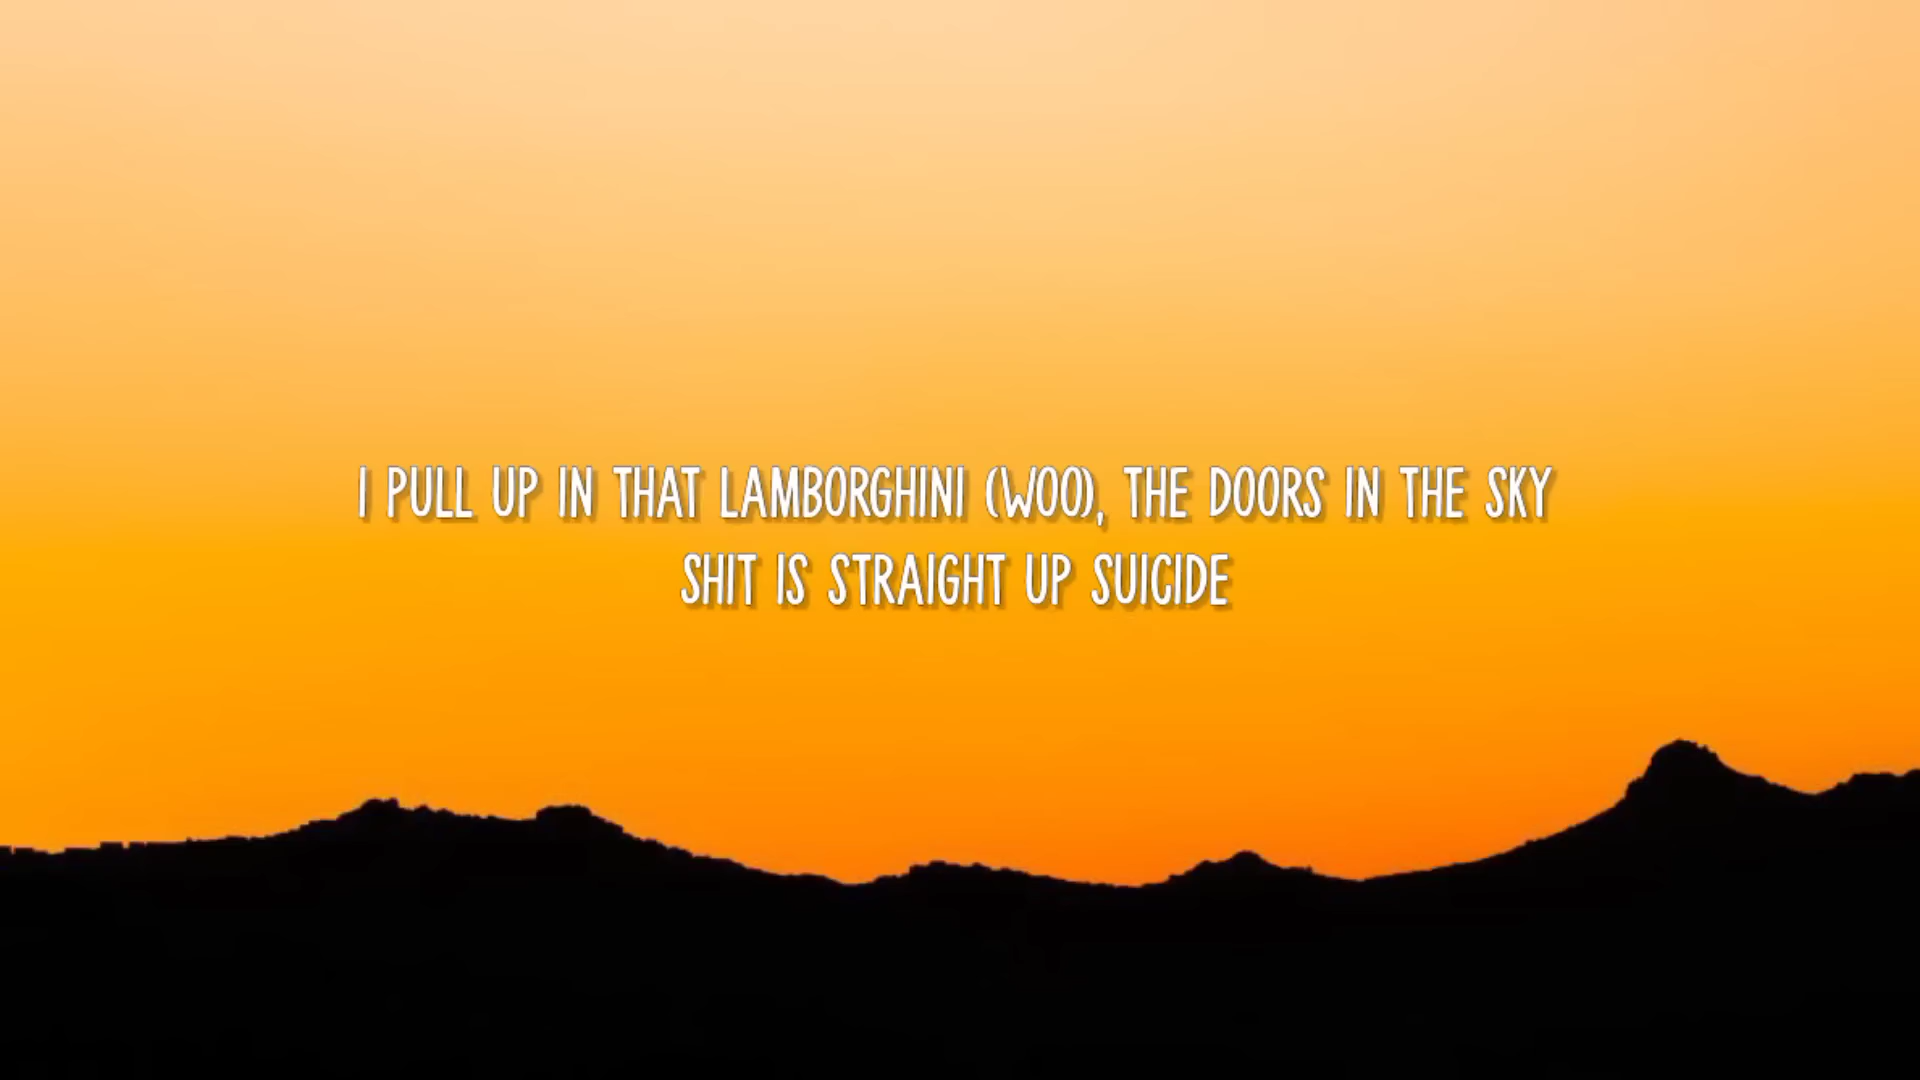 I PULL UP IN THAT LAMBORGHINI (WOO), THE DOORS IN THE SKY
SHIT IS STRAIGHT UP SUICIDE